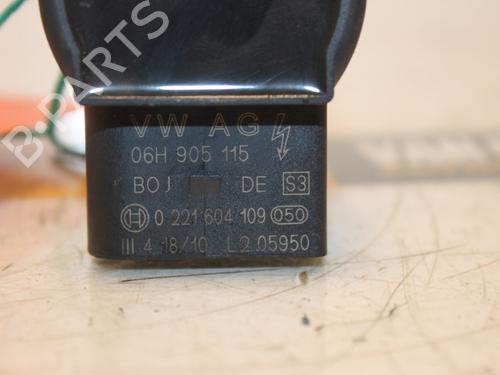 B-PARTS
VW AG
06H 905 115
BOJ DE S3
0 221 604 109 050
III 4 18/10 L2 05950